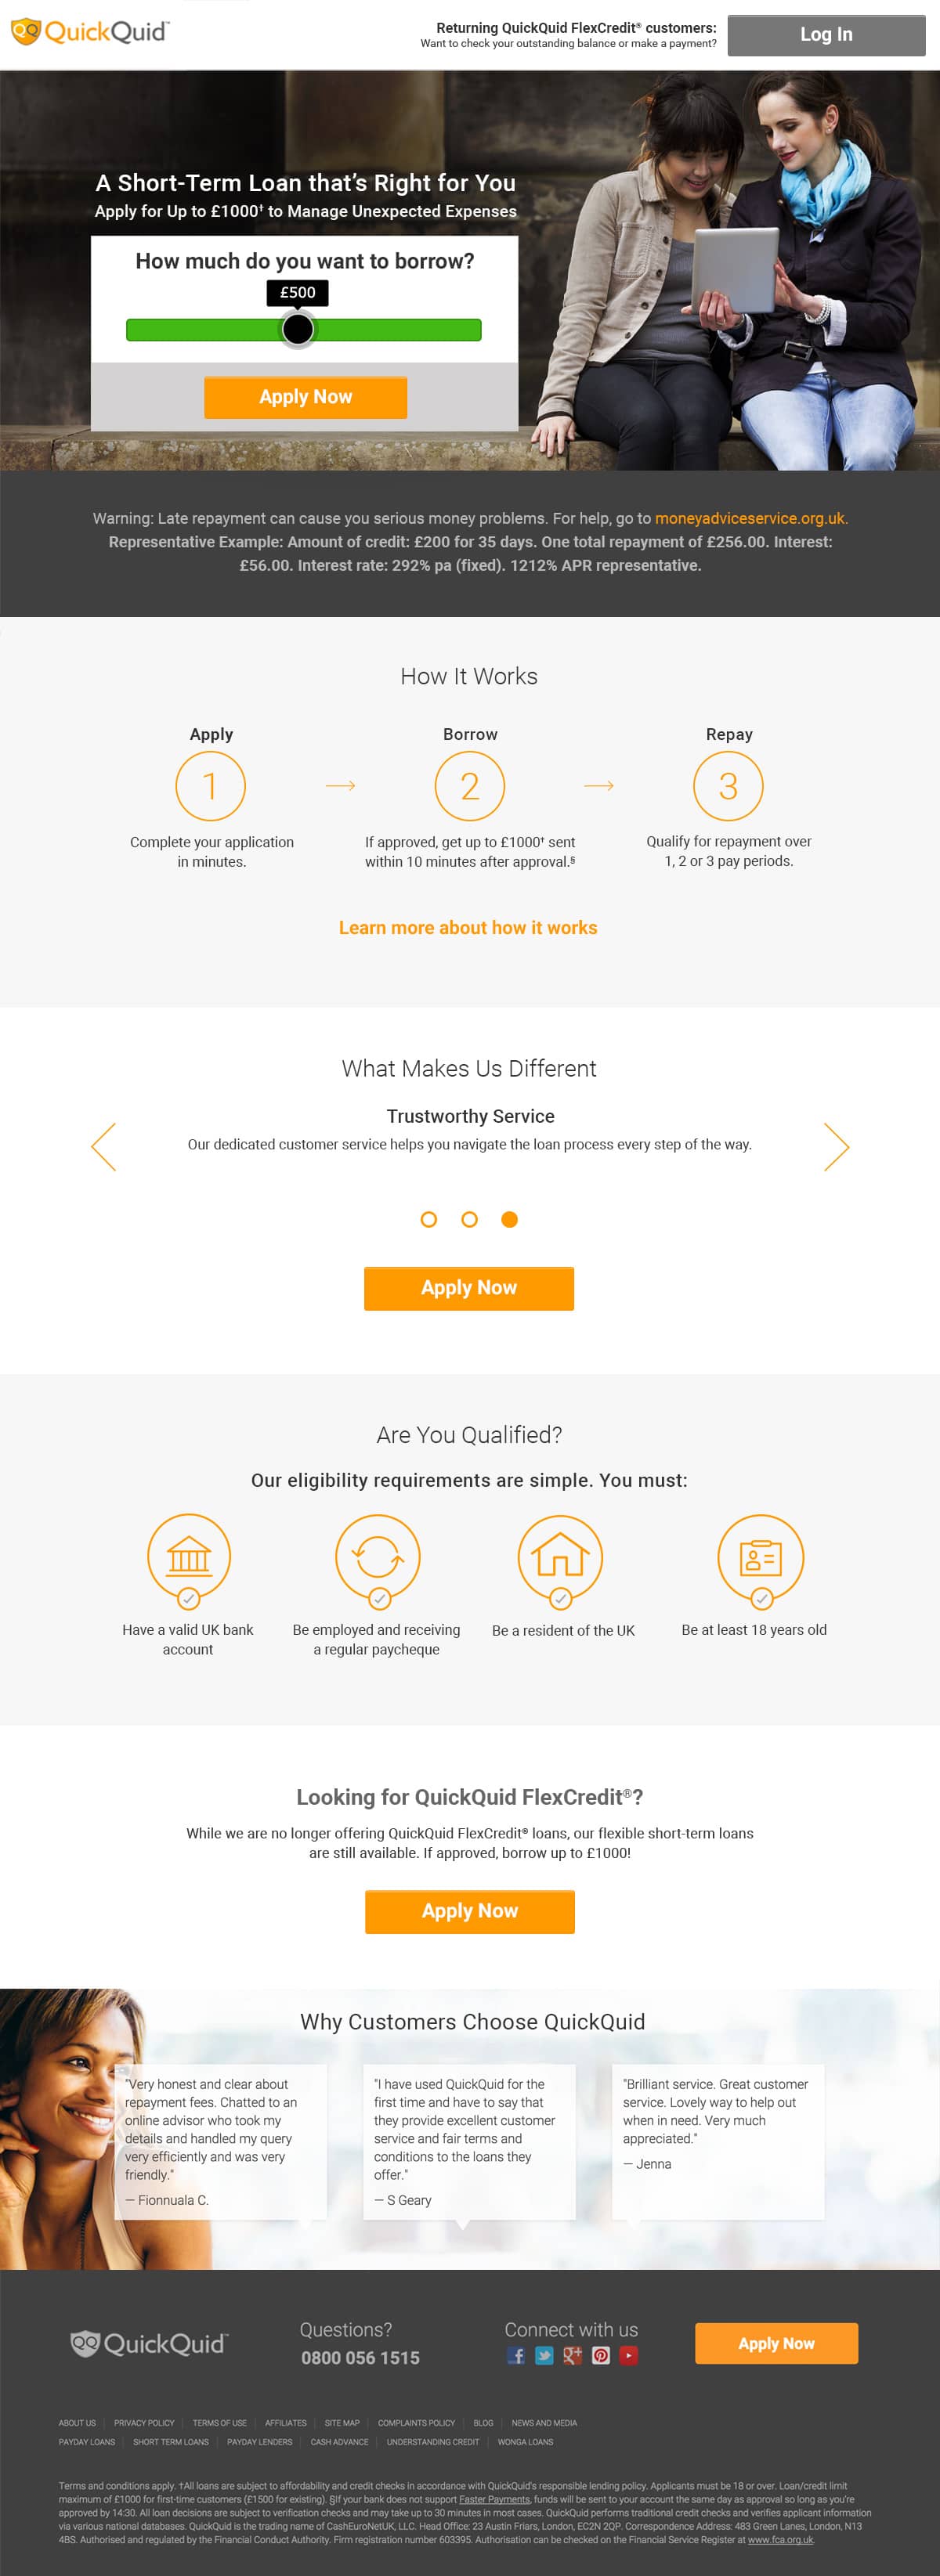 QuickQuid™
Returning QuickQuid FlexCredit® customers:
Want to check your outstanding balance or make a payment?
Log In
A Short-Term Loan that's Right for You
Apply for Up to £1000† to Manage Unexpected Expenses
How much do you want to borrow?
£500
Apply Now
Warning: Late repayment can cause you serious money problems. For help, go to moneyadviceservice.org.uk.
Representative Example: Amount of credit: £200 for 35 days. One total repayment of £256.00. Interest:
£56.00. Interest rate: 292% pa (fixed). 1212% APR representative.
How It Works
Apply
1
Complete your application
in minutes.
Borrow
2
If approved, get up to £1000† sent
within 10 minutes after approval.§
Repay
3
Qualify for repayment over
1, 2 or 3 pay periods.
Learn more about how it works
What Makes Us Different
Trustworthy Service
Our dedicated customer service helps you navigate the loan process every step of the way.
Apply Now
Are You Qualified?
Our eligibility requirements are simple. You must:
Have a valid UK bank
account
Be employed and receiving
a regular paycheque
Be a resident of the UK
Be at least 18 years old
Looking for QuickQuid FlexCredit®?
While we are no longer offering QuickQuid FlexCredit® loans, our flexible short-term loans
are still available. If approved, borrow up to £1000!
Apply Now
Why Customers Choose QuickQuid
"Very honest and clear about
repayment fees. Chatted to an
online advisor who took my
details and handled my query
very efficiently and was very
friendly."
— Fionnuala C.
"I have used QuickQuid for the
first time and have to say that
they provide excellent customer
service and fair terms and
conditions to the loans they
offer."
— S Geary
"Brilliant service. Great customer
service. Lovely way to help out
when in need. Very much
appreciated."
— Jenna
QuickQuid™
Questions?
0800 056 1515
Connect with us
Apply Now
ABOUT US | PRIVACY POLICY | TERMS OF USE | AFFILIATES | SITE MAP | COMPLAINTS POLICY | BLOG | NEWS AND MEDIA
PAYDAY LOANS | SHORT TERM LOANS | PAYDAY LENDERS | CASH ADVANCE | UNDERSTANDING CREDIT | WONGA LOANS
Terms and conditions apply. †All loans are subject to affordability and credit checks in accordance with QuickQuid's responsible lending policy. Applicants must be 18 or over. Loan/credit limit
maximum of £1000 for first-time customers (£1500 for existing). §If your bank does not support Faster Payments, funds will be sent to your account the same day as approval so long as you're
approved by 14:30. All loan decisions are subject to verification checks and may take up to 30 minutes in most cases. QuickQuid performs traditional credit checks and verifies applicant information
via various national databases. QuickQuid is the trading name of CashEuroNetUK, LLC. Head Office: 23 Austin Friars, London, EC2N 2QP. Correspondence Address: 483 Green Lanes, London, N13
4BS. Authorised and regulated by the Financial Conduct Authority. Firm registration number 603395. Authorisation can be checked on the Financial Service Register at www.fca.org.uk.